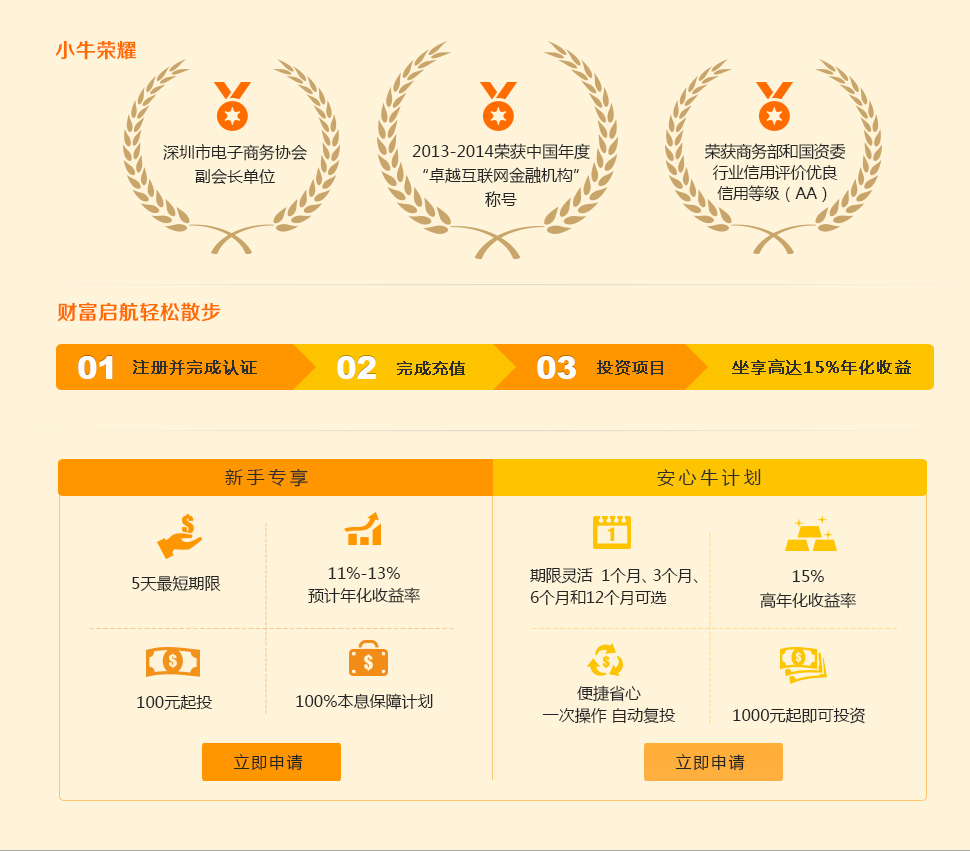 小牛荣耀
深圳市电子商务协会
副会长单位
2013-2014荣获中国年度
“卓越互联网金融机构”
称号
荣获商务部和国资委
行业信用评价优良
信用等级（AA）
财富启航轻松散步
01 注册并完成认证 02 完成充值 03 投资项目 坐享高达15%年化收益
新手专享
$
5天最短期限
11%-13%
预计年化收益率
$
100元起投
$
100%本息保障计划
立即申请
安心牛计划
1
期限灵活 1个月、3个月、
6个月和12个月可选
15%
高年化收益率
$
便捷省心
一次操作 自动复投
$
1000元起即可投资
立即申请